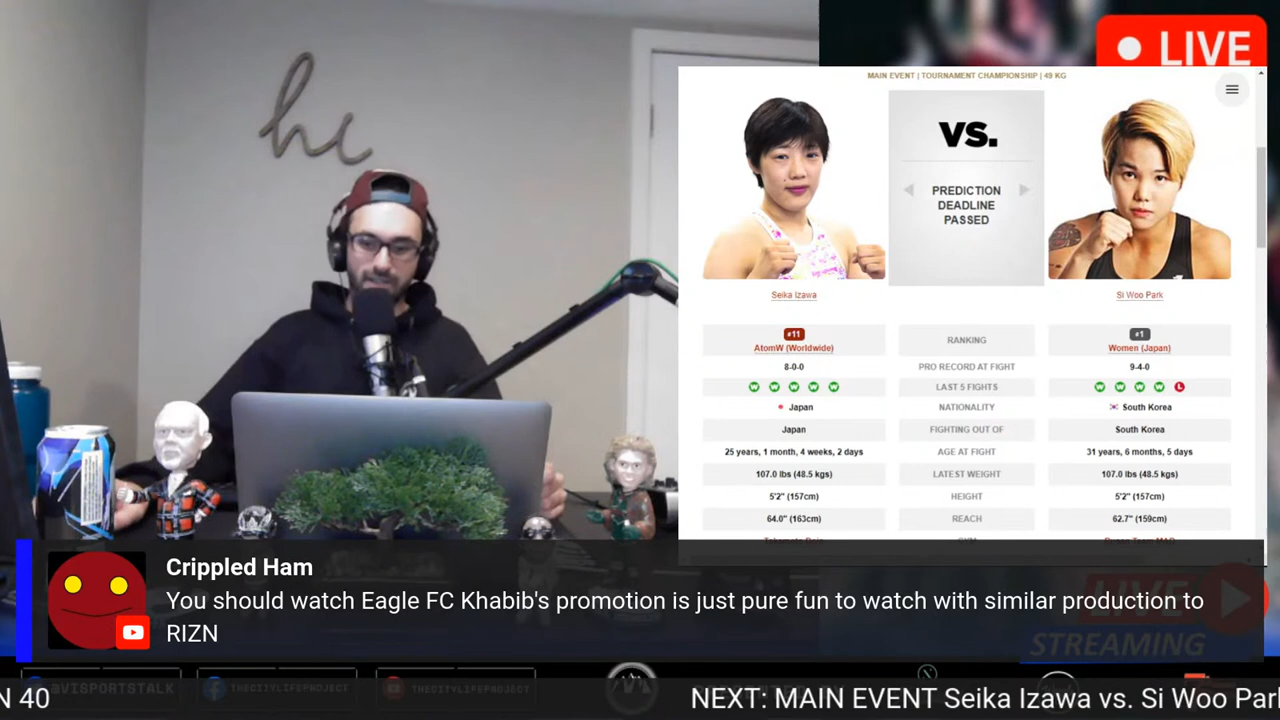 hi
LIVE
MAIN EVENT | TOURNAMENT CHAMPIONSHIP | 49 KG
VS.
PREDICTION
DEADLINE
PASSED
Seika Izawa
Si Woo Park
#11
RANKING
#1
AtomW (Worldwide)
Women (Japan)
8-0-0
PRO RECORD AT FIGHT
9-4-0
W W W W W
LAST 5 FIGHTS
W W W W L
Japan
NATIONALITY
South Korea
Japan
FIGHTING OUT OF
South Korea
25 years, 1 month, 4 weeks, 2 days
AGE AT FIGHT
31 years, 6 months, 5 days
107.0 lbs (48.5 kgs)
LATEST WEIGHT
107.0 lbs (48.5 kgs)
5'2" (157cm)
HEIGHT
5'2" (157cm)
64.0" (163cm)
REACH
62.7" (159cm)
Crippled Ham
You should watch Eagle FC Khabib's promotion is just pure fun to watch with similar production to
RIZN
LIVE
STREAMING
@VISPORTSTALK
THECITYLIFEPROJECT
THECITYLIFEPROJECT
N 40
NEXT: MAIN EVENT Seika Izawa vs. Si Woo Par